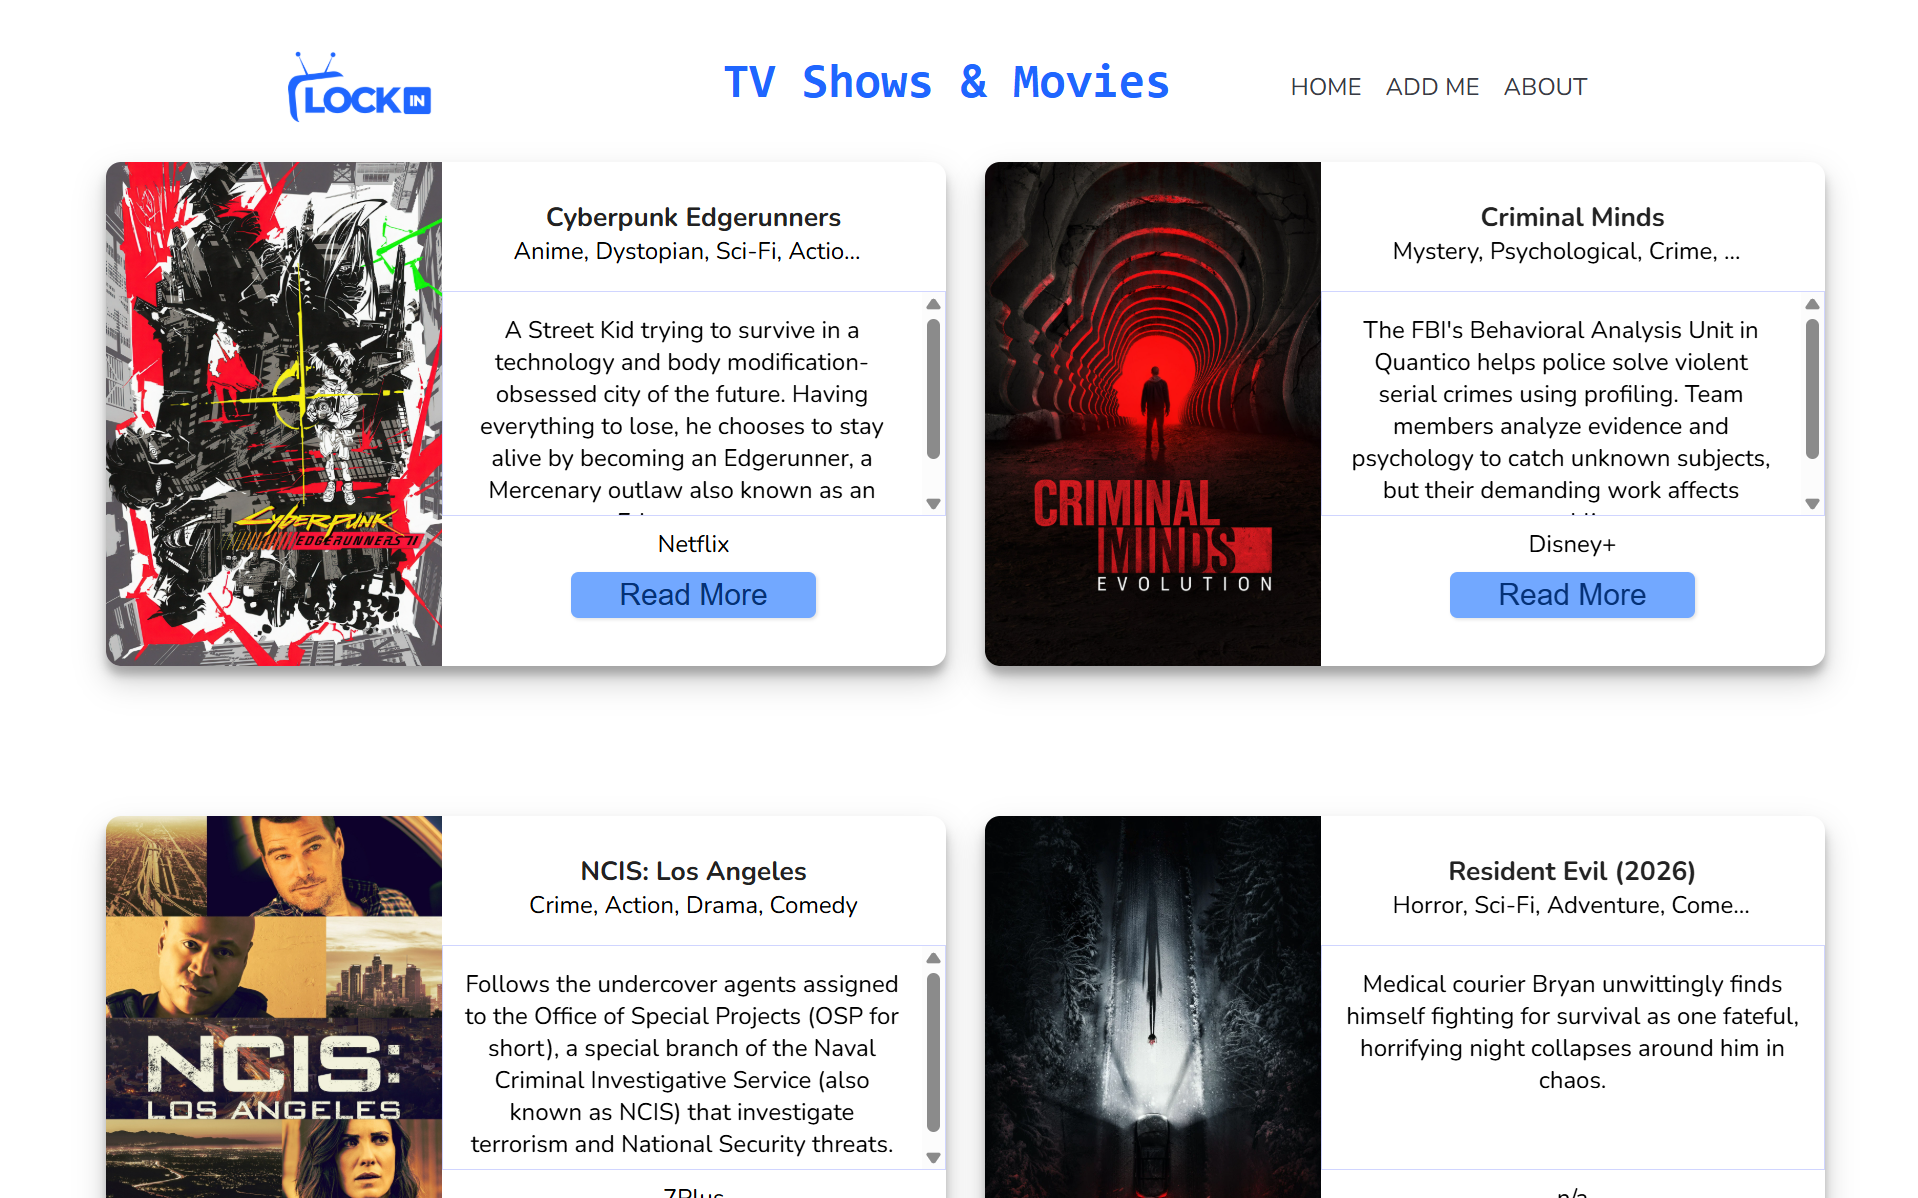 LOCK IN
TV Shows & Movies
HOME ADD ME ABOUT
CYBERPUNK
EDGERUNNERS
Cyberpunk Edgerunners
Anime, Dystopian, Sci-Fi, Actio...
A Street Kid trying to survive in a
technology and body modification-
obsessed city of the future. Having
everything to lose, he chooses to stay
alive by becoming an Edgerunner, a
Mercenary outlaw also known as an
Netflix
Read More
CRIMINAL
MINDS
EVOLUTION
Criminal Minds
Mystery, Psychological, Crime, ...
The FBI's Behavioral Analysis Unit in
Quantico helps police solve violent
serial crimes using profiling. Team
members analyze evidence and
psychology to catch unknown subjects,
but their demanding work affects
Disney+
Read More
NCIS:
LOS ANGELES
NCIS: Los Angeles
Crime, Action, Drama, Comedy
Follows the undercover agents assigned
to the Office of Special Projects (OSP for
short), a special branch of the Naval
Criminal Investigative Service (also
known as NCIS) that investigate
terrorism and National Security threats.
7Plus
Resident Evil (2026)
Horror, Sci-Fi, Adventure, Come...
Medical courier Bryan unwittingly finds
himself fighting for survival as one fateful,
horrifying night collapses around him in
chaos.
n/a